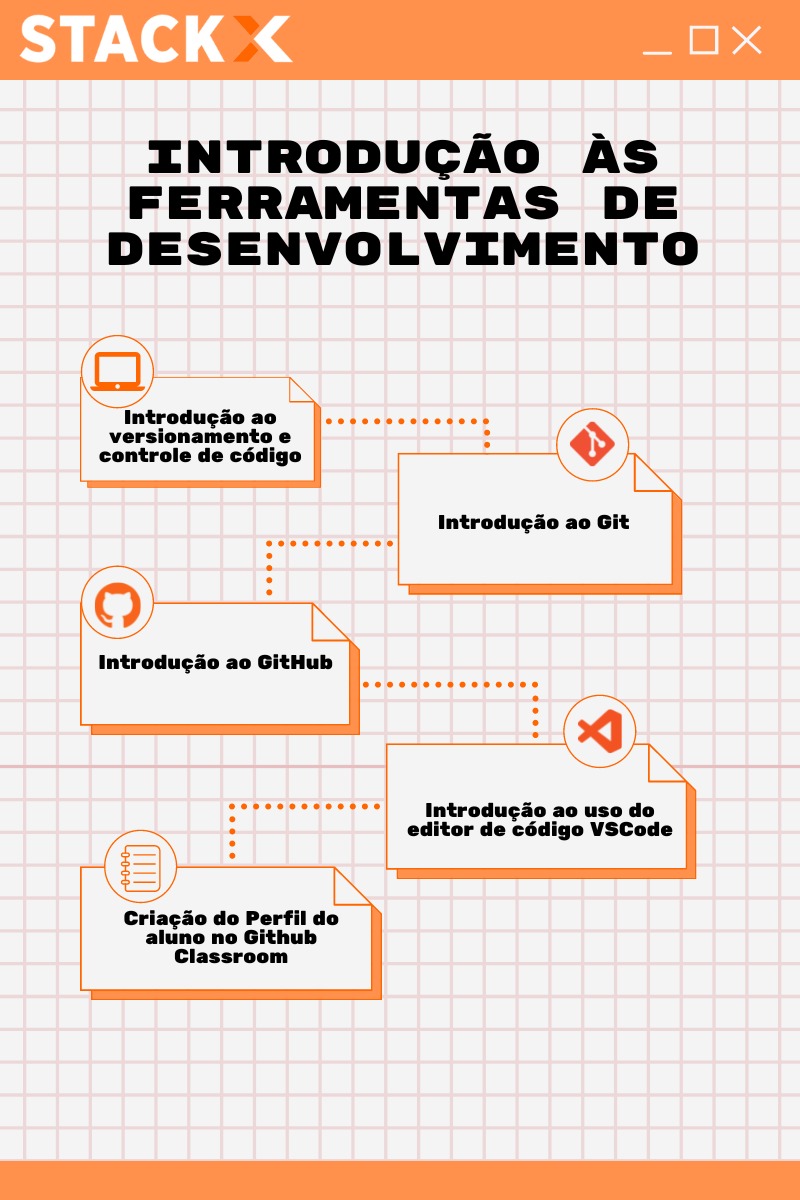 STACK X
INTRODUÇÃO ÀS
FERRAMENTAS DE
DESENVOLVIMENTO
Introdução ao
versionamento e
controle de código
Introdução ao Git
Introdução ao GitHub
Introdução ao uso do
editor de código VSCode
Criação do Perfil do
aluno no Github
Classroom